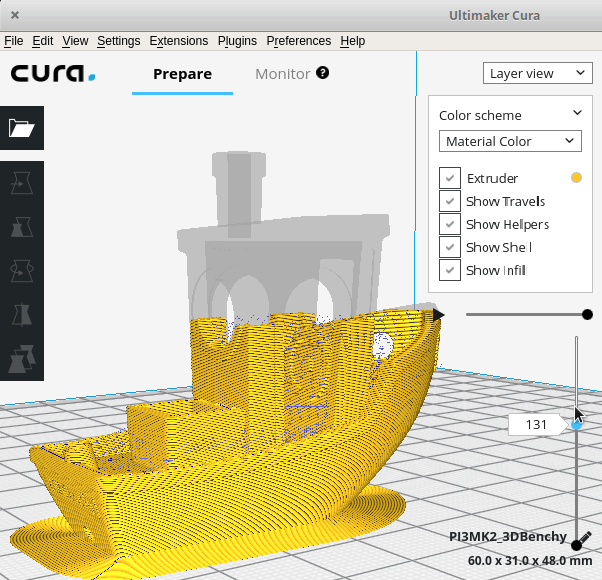 Ultimaker Cura
File Edit View Settings Extensions Plugins Preferences Help
cura.
Prepare
Monitor ?
Layer view
Color scheme
Material Color
Extruder
Show Travels
Show Helpers
Show Shell
Show Infill
131
PI3MK2_3DBenchy
60.0 x 31.0 x 48.0 mm